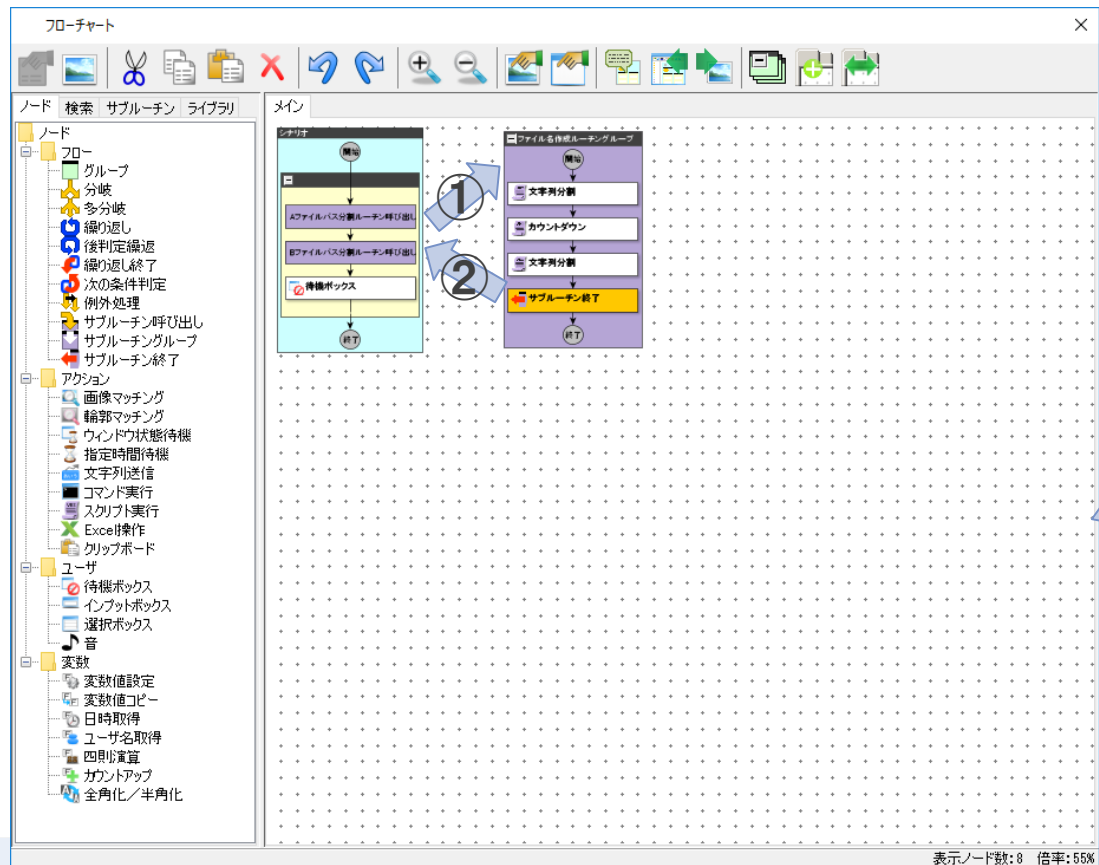 フローチャート
ノード 検索 サブルーチン ライブラリ
メイン
ノード
フロー
グループ
分岐
多分岐
繰り返し
後判定繰返
繰り返し終了
次の条件判定
例外処理
サブルーチン呼び出し
サブルーチングループ
サブルーチン終了
アクション
画像マッチング
輪郭マッチング
ウィンドウ状態待機
指定時間待機
文字列送信
コマンド実行
スクリプト実行
Excel操作
クリップボード
ユーザ
待機ボックス
インプットボックス
選択ボックス
音
変数
変数値設定
変数値コピー
日時取得
ユーザ名取得
四則演算
カウントアップ
全角化／半角化
シナリオ
開始
Aファイルパス分割ルーチン呼び出し
Bファイルパス分割ルーチン呼び出し
待機ボックス
終了
①
②
ファイル名作成ルーチングループ
開始
文字列分割
カウントダウン
文字列分割
サブルーチン終了
終了
表示ノード数:8 倍率:55%